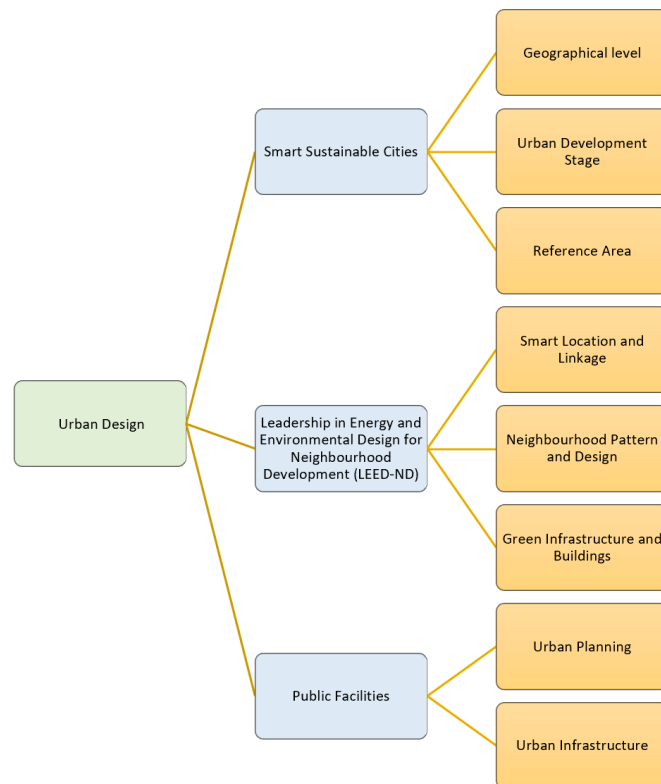 Urban Design
Smart Sustainable Cities
Geographical level
Urban Development
Stage
Reference Area
Leadership in Energy and
Environmental Design for
Neighbourhood
Development (LEED-ND)
Smart Location and
Linkage
Neighbourhood Pattern
and Design
Green Infrastructure and
Buildings
Public Facilities
Urban Planning
Urban Infrastructure